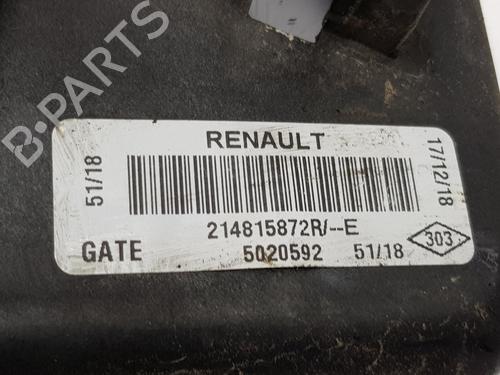 RENAULT
51/18
17/12/18
214815872R/--E
GATE
5020592
51/18
303
B-PARTS